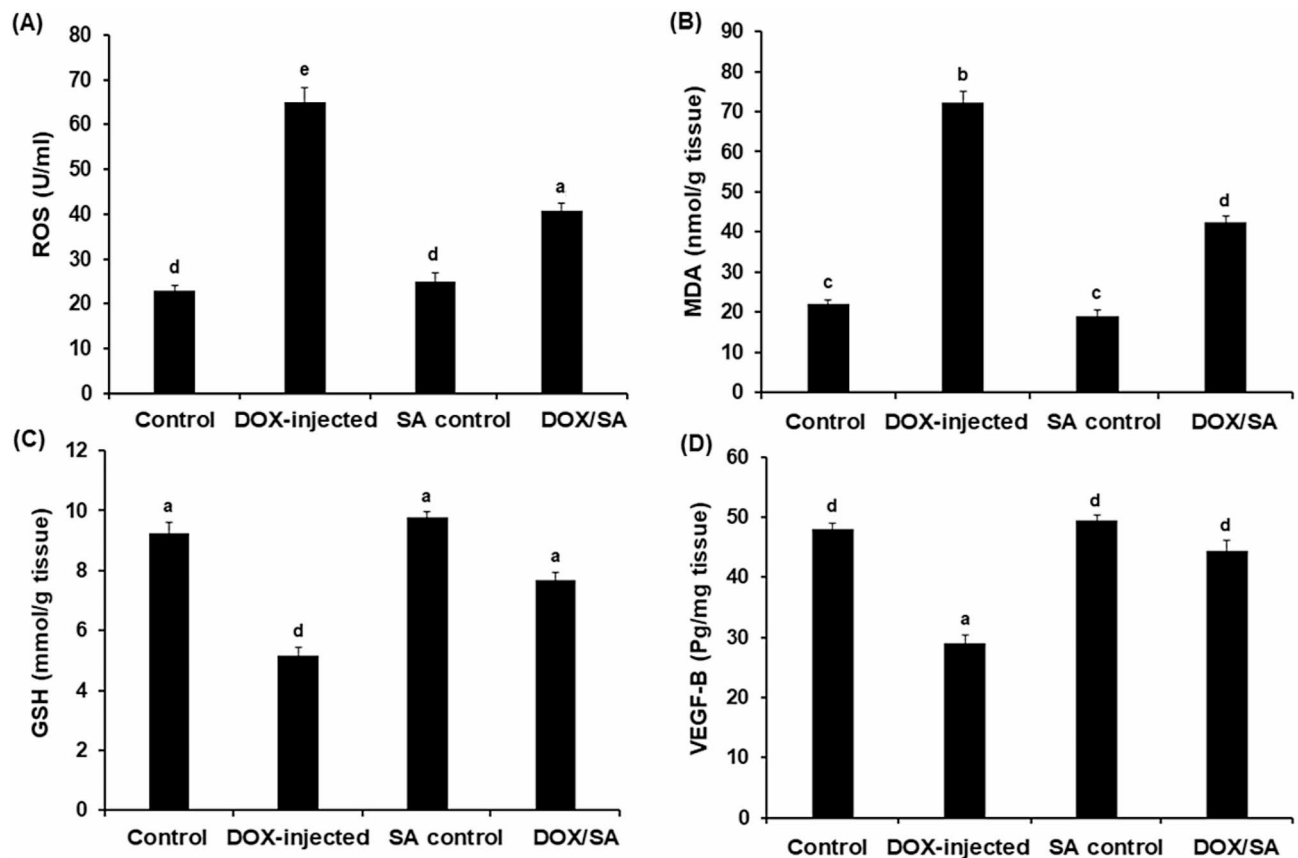 (A)
ROS (U/ml)
80
70
60
50
40
30
20
10
0
d
e
d
a
Control DOX-injected SA control DOX/SA
(B)
MDA (nmol/g tissue)
90
80
70
60
50
40
30
20
10
0
c
b
c
d
Control DOX-injected SA control DOX/SA
(C)
GSH (mmol/g tissue)
12
10
8
6
4
2
0
a
d
a
a
Control DOX-injected SA control DOX/SA
(D)
VEGF-B (Pg/mg tissue)
60
50
40
30
20
10
0
d
a
d
d
Control DOX-injected SA control DOX/SA